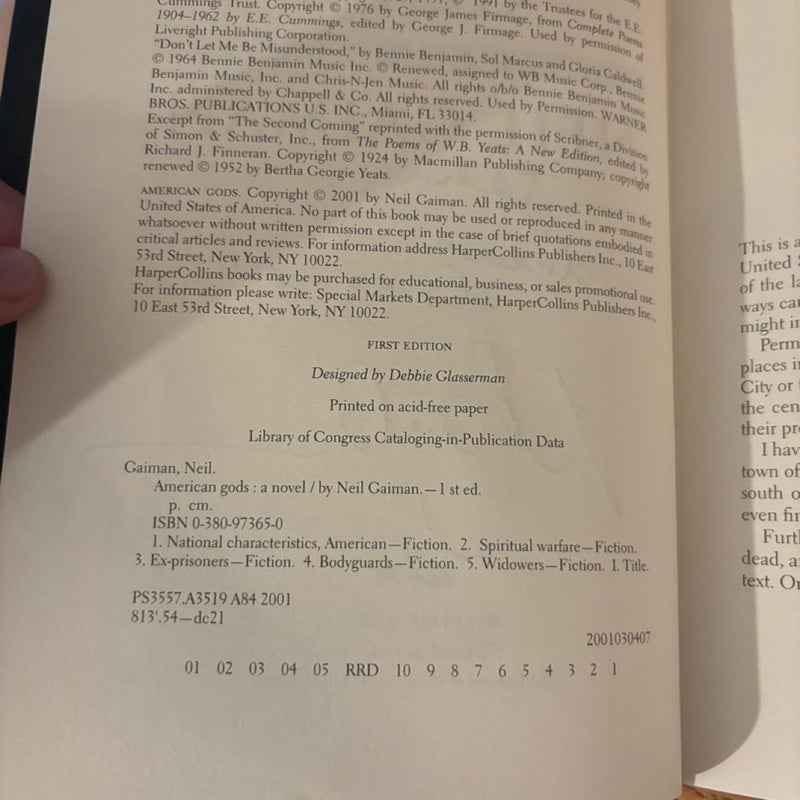 1991 by the Trustees for the E.E.
Cummings Trust. Copyright © 1976 by George James Firmage, from Complete Poems
1904–1962 by E.E. Cummings, edited by George J. Firmage. Used by permission of
Liveright Publishing Corporation.
"Don't Let Me Be Misunderstood," by Bennie Benjamin, Sol Marcus and Gloria Caldwell
© 1964 Bennie Benjamin Music Inc. © Renewed, assigned to WB Music Corp., Bennie
Benjamin Music, Inc. and Chris-N-Jen Music. All rights o/b/o Bennie Benjamin Music
Inc. administered by Chappell & Co. All rights reserved. Used by Permission. WARNER
BROS. PUBLICATIONS U.S. INC., Miami, FL 33014.
Excerpt from "The Second Coming" reprinted with the permission of Scribner, a Division
of Simon & Schuster, Inc., from The Poems of W.B. Yeats: A New Edition, edited by
Richard J. Finneran. Copyright © 1924 by Macmillan Publishing Company; copyright
renewed © 1952 by Bertha Georgie Yeats.
AMERICAN GODS. Copyright © 2001 by Neil Gaiman. All rights reserved. Printed in the
United States of America. No part of this book may be used or reproduced in any manner
whatsoever without written permission except in the case of brief quotations embodied in
critical articles and reviews. For information address HarperCollins Publishers Inc., 10 East
53rd Street, New York, NY 10022.
HarperCollins books may be purchased for educational, business, or sales promotional use.
For information please write: Special Markets Department, HarperCollins Publishers Inc.,
10 East 53rd Street, New York, NY 10022.
FIRST EDITION
Designed by Debbie Glasserman
Printed on acid-free paper
Library of Congress Cataloging-in-Publication Data
Gaiman, Neil.
American gods : a novel / by Neil Gaiman.—1 st ed.
p. cm.
ISBN 0-380-97365-0
1. National characteristics, American—Fiction. 2. Spiritual warfare—Fiction.
3. Ex-prisoners—Fiction. 4. Bodyguards—Fiction. 5. Widowers—Fiction. I. Title.
PS3557.A3519 A84 2001
813'.54—dc21
2001030407
01 02 03 04 05 RRD 10 9 8 7 6 5 4 3 2 1
This is a
United
of the la
ways ca
might in
Perm
places i
City or
the cen
their pr
I hav
town of
south o
even fin
Furt
dead, a
text. O